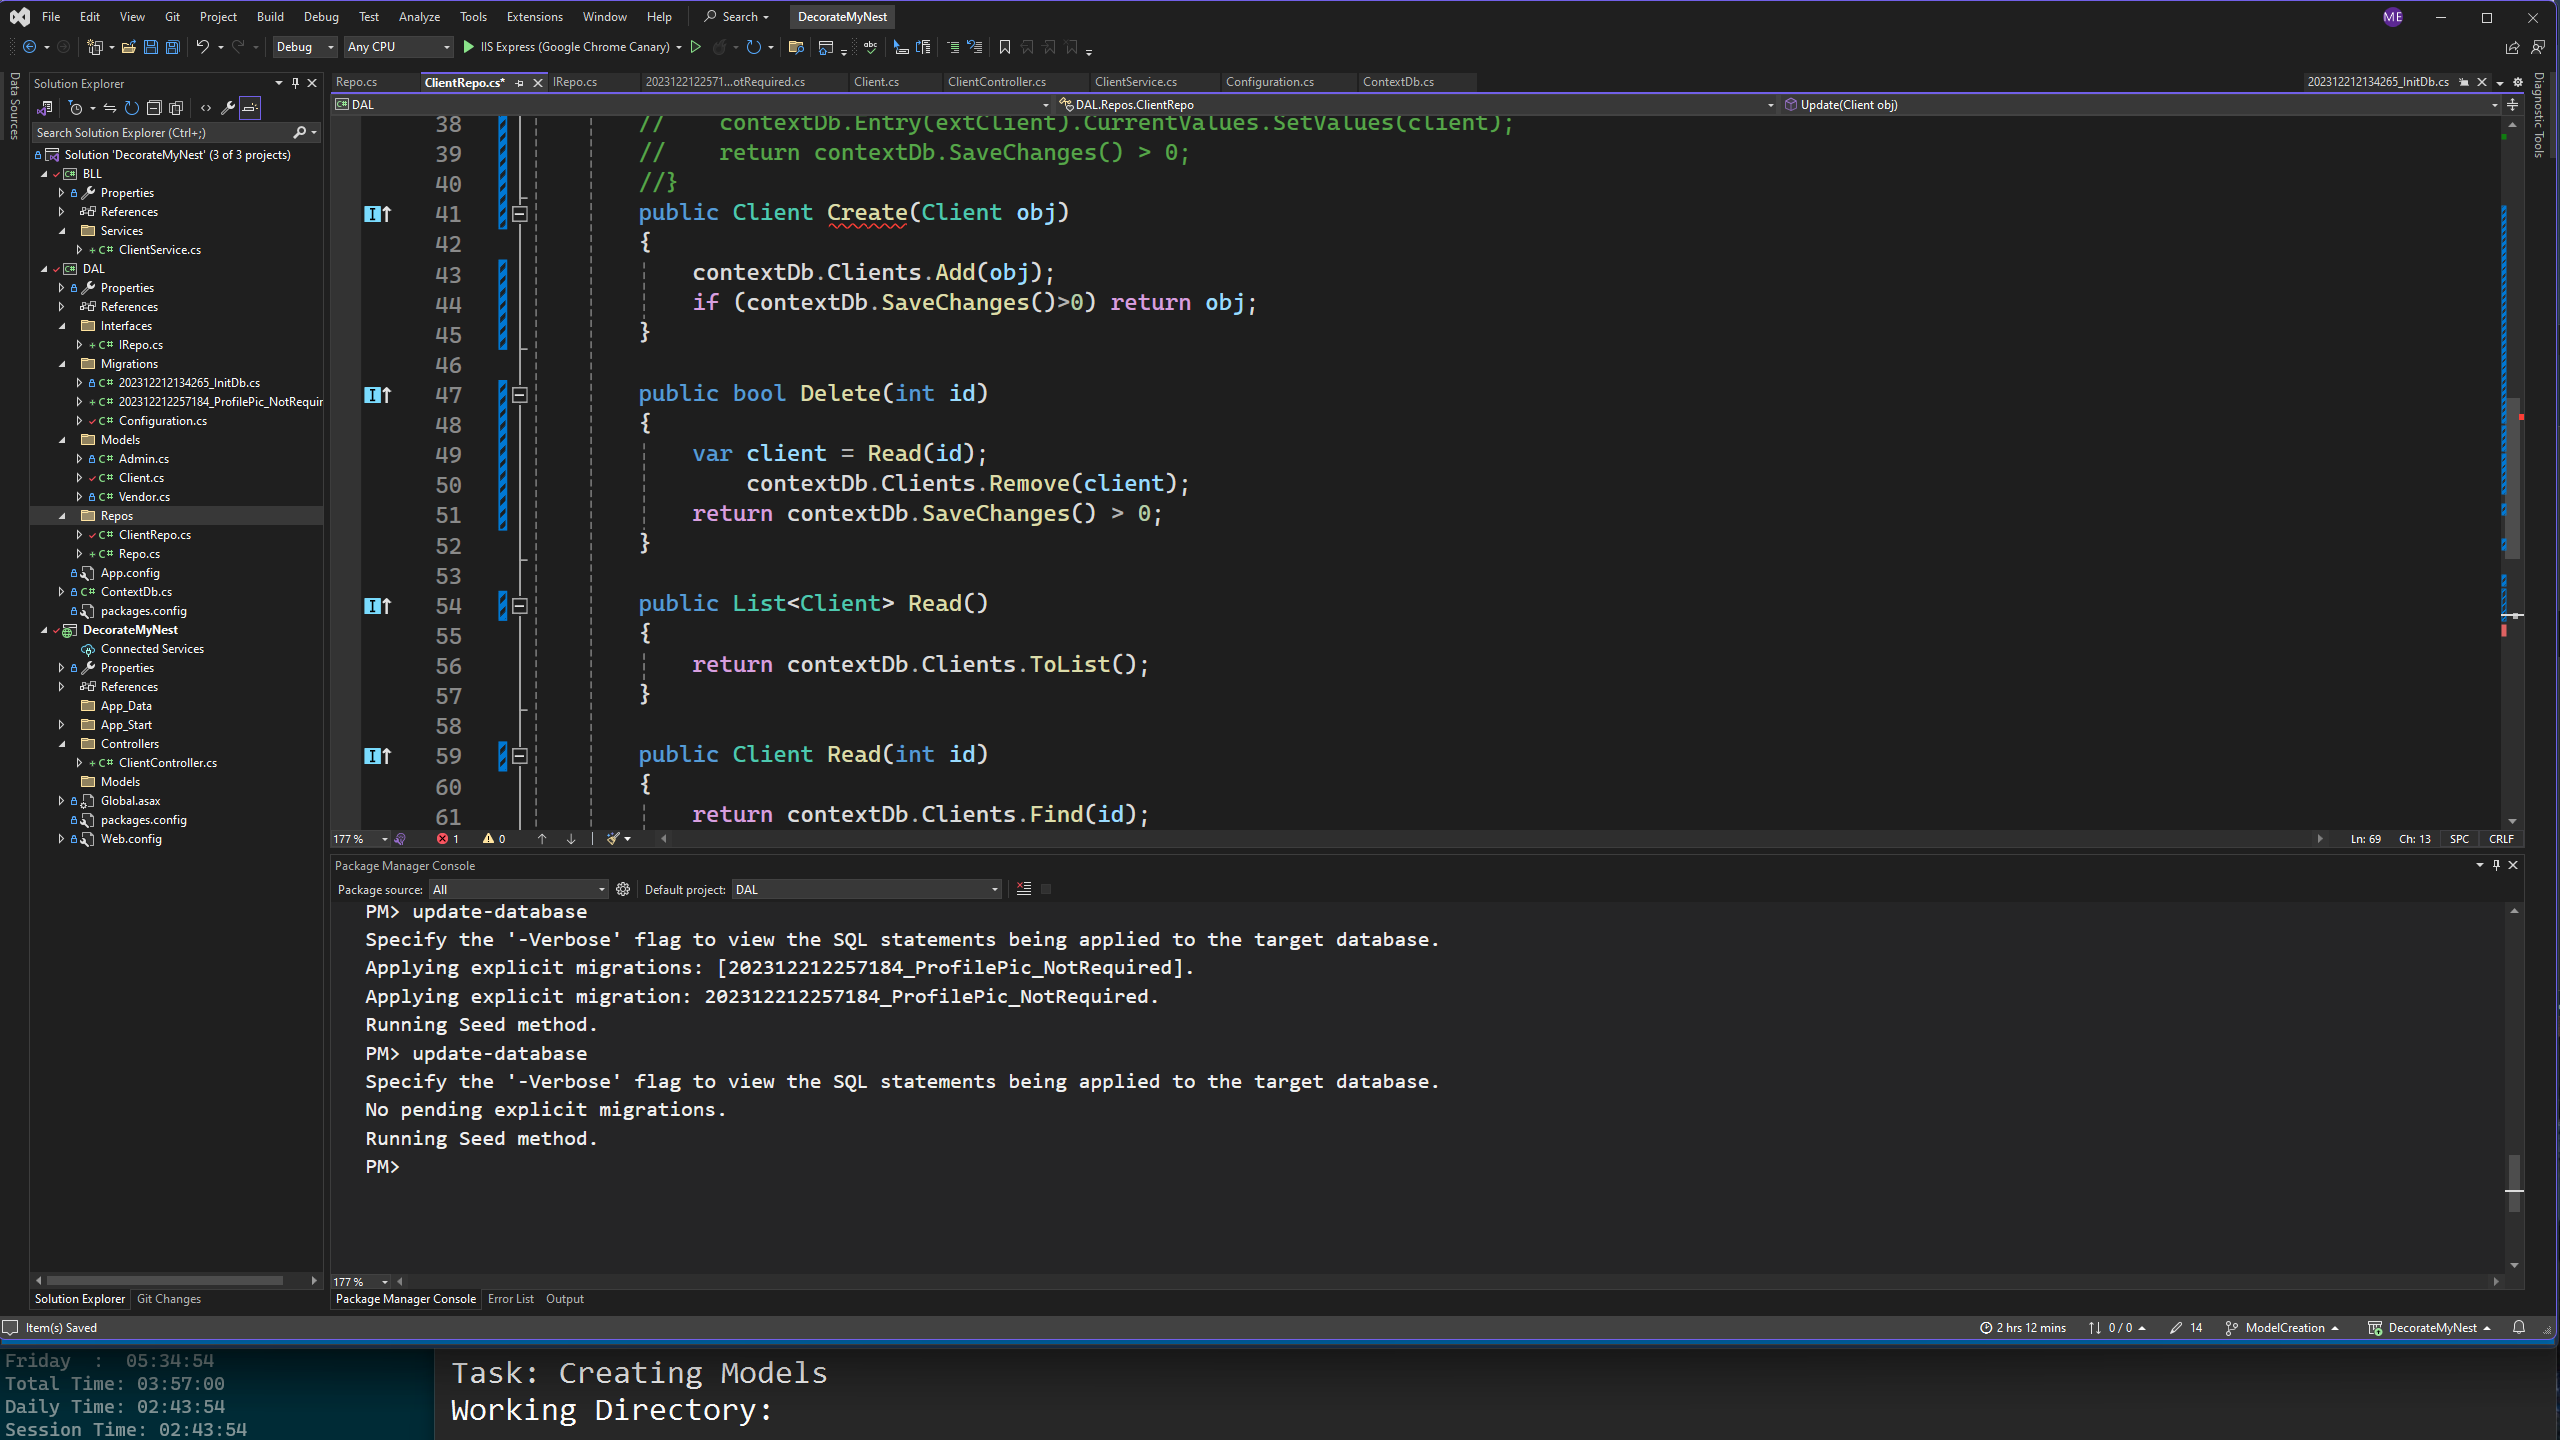 File Edit View Git Project Build Debug Test Analyze Tools Extensions Window Help Search DecorateMyNest ME
Debug Any CPU IIS Express (Google Chrome Canary)
Data Sources
Diagnostic Tools
Solution Explorer
Search Solution Explorer (Ctrl+;)
Solution 'DecorateMyNest' (3 of 3 projects)
BLL
Properties
References
Services
ClientService.cs
DAL
Properties
References
Interfaces
IRepo.cs
Migrations
202312212134265_InitDb.cs
202312212257184_ProfilePic_NotRequir
Configuration.cs
Models
Admin.cs
Client.cs
Vendor.cs
Repos
ClientRepo.cs
Repo.cs
App.config
ContextDb.cs
packages.config
DecorateMyNest
Connected Services
Properties
References
App_Data
App_Start
Controllers
ClientController.cs
Models
Global.asax
packages.config
Web.config
Solution Explorer Git Changes
Repo.cs ClientRepo.cs* IRepo.cs 2023122122571...otRequired.cs Client.cs ClientController.cs ClientService.cs Configuration.cs ContextDb.cs 202312212134265_InitDb.cs
DAL DAL.Repos.ClientRepo Update(Client obj)
38 //    contextDb.Entry(extClient).CurrentValues.SetValues(client);
39 //    return contextDb.SaveChanges() > 0;
40 //}
41 public Client Create(Client obj)
42 {
43     contextDb.Clients.Add(obj);
44     if (contextDb.SaveChanges()>0) return obj;
45 }
46
47 public bool Delete(int id)
48 {
49     var client = Read(id);
50         contextDb.Clients.Remove(client);
51     return contextDb.SaveChanges() > 0;
52 }
53
54 public List<Client> Read()
55 {
56     return contextDb.Clients.ToList();
57 }
58
59 public Client Read(int id)
60 {
61     return contextDb.Clients.Find(id);
177 % 1 0 Ln: 69 Ch: 13 SPC CRLF
Package Manager Console
Package source: All Default project: DAL
PM> update-database
Specify the '-Verbose' flag to view the SQL statements being applied to the target database.
Applying explicit migrations: [202312212257184_ProfilePic_NotRequired].
Applying explicit migration: 202312212257184_ProfilePic_NotRequired.
Running Seed method.
PM> update-database
Specify the '-Verbose' flag to view the SQL statements being applied to the target database.
No pending explicit migrations.
Running Seed method.
PM>
177 %
Package Manager Console Error List Output
Item(s) Saved 2 hrs 12 mins 0 / 0 14 ModelCreation DecorateMyNest
Friday  :  05:34:54
Total Time: 03:57:00
Daily Time: 02:43:54
Session Time: 02:43:54
Task: Creating Models
Working Directory: